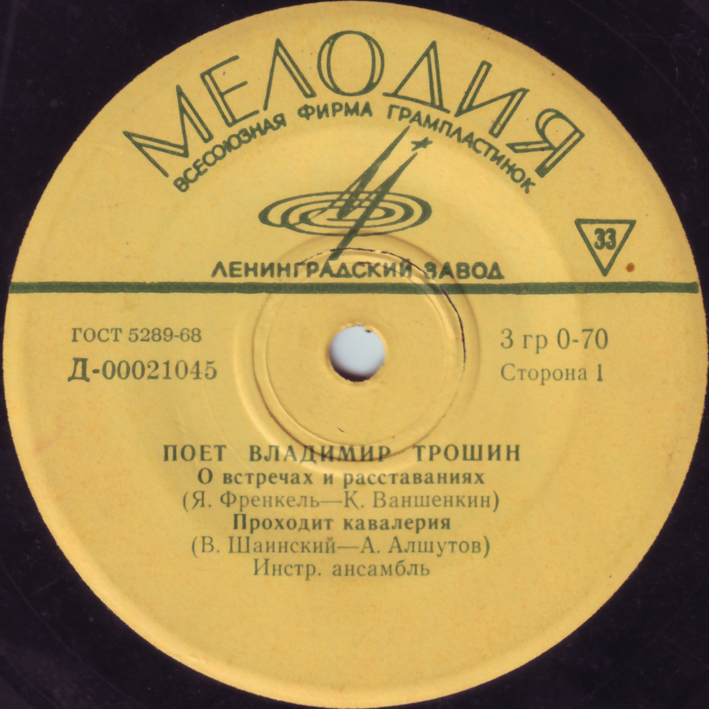 МЕЛОДИЯ
ВСЕСОЮЗНАЯ ФИРМА ГРАМПЛАСТИНОК
33
ЛЕНИНГРАДСКИЙ ЗАВОД
ГОСТ 5289-68
3 гр 0-70
Д-00021045
Сторона 1
ПОЕТ ВЛАДИМИР ТРОШИН
О встречах и расставаниях
(Я. Френкель—К. Ваншенкин)
Проходит кавалерия
(В. Шаинский—А. Алшутов)
Инстр. ансамбль